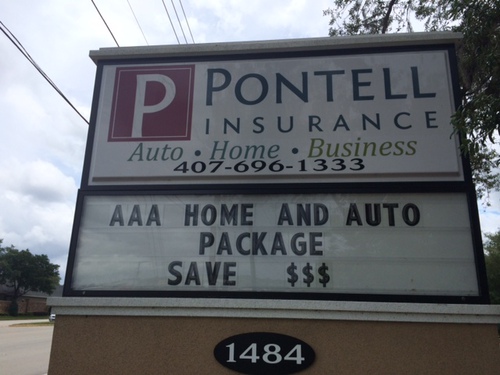 P PONTELL
INSURANCE
Auto • Home • Business
407-696-1333
AAA HOME AND AUTO
PACKAGE
SAVE $$$
1484